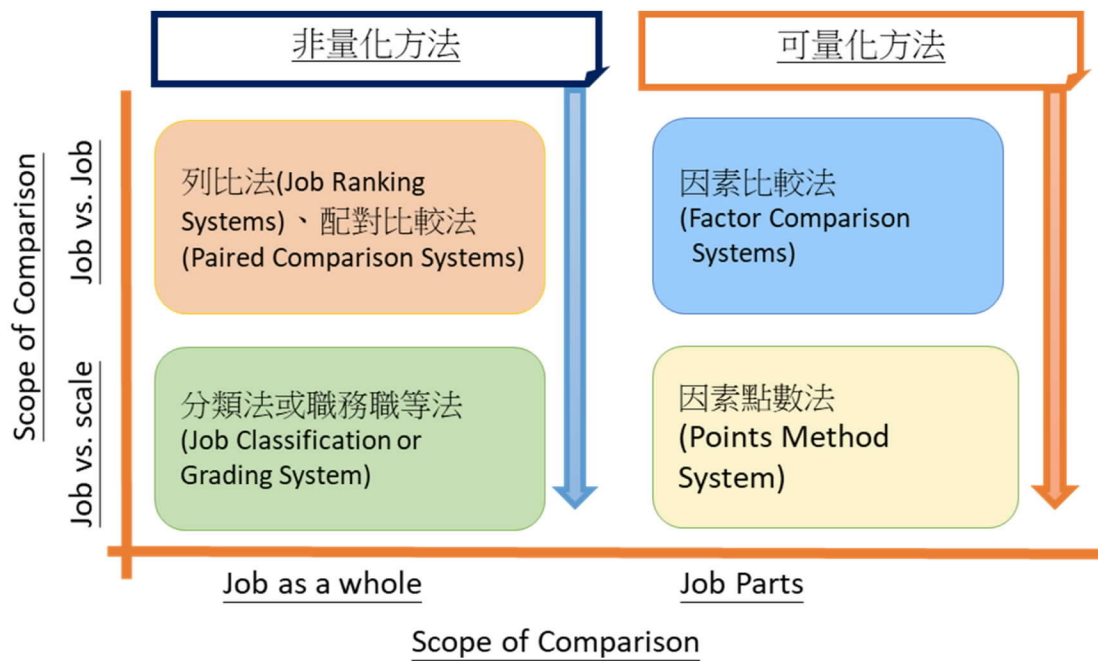 非量化方法
可量化方法
Scope of Comparison
Job vs. Job
列比法(Job Ranking
Systems)、配對比較法
(Paired Comparison Systems)
因素比較法
(Factor Comparison
Systems)
Job vs. scale
分類法或職務職等法
(Job Classification or
Grading System)
因素點數法
(Points Method
System)
Job as a whole
Job Parts
Scope of Comparison